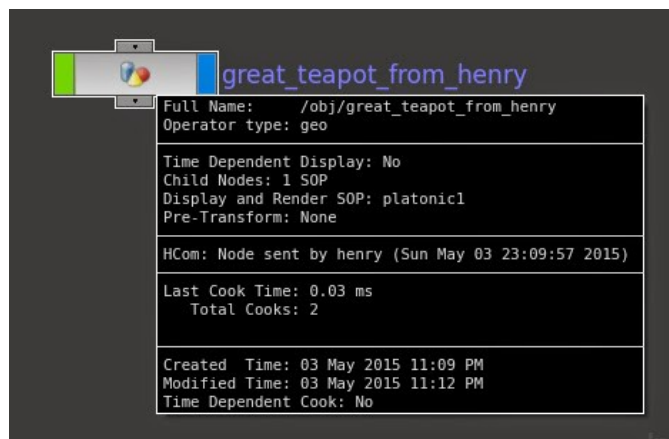 great_teapot_from_henry
Full Name: /obj/great_teapot_from_henry
Operator type: geo
Time Dependent Display: No
Child Nodes: 1 SOP
Display and Render SOP: platonic1
Pre-Transform: None
HCom: Node sent by henry (Sun May 03 23:09:57 2015)
Last Cook Time: 0.03 ms
Total Cooks: 2
Created Time: 03 May 2015 11:09 PM
Modified Time: 03 May 2015 11:12 PM
Time Dependent Cook: No